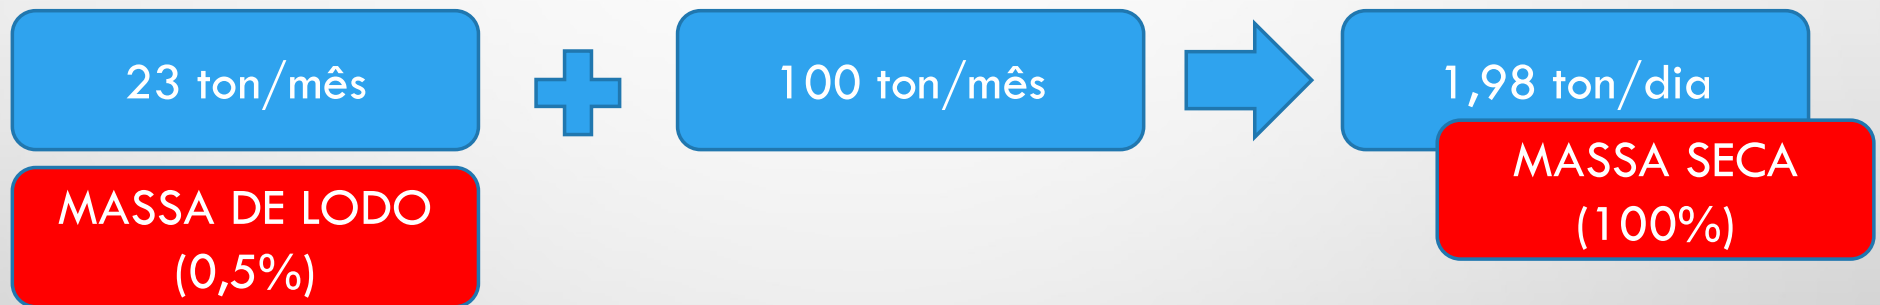 23 ton/mês
100 ton/mês
1,98 ton/dia
MASSA DE LODO
(0,5%)
MASSA SECA
(100%)